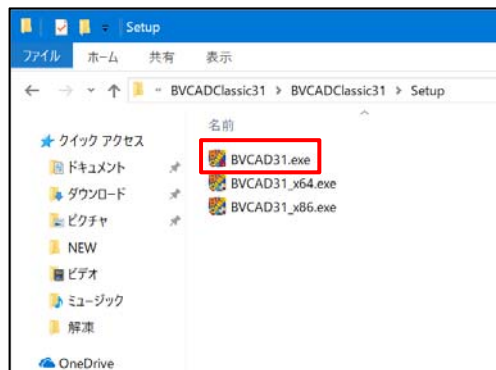 Setup
ファイル ホーム 共有 表示
BVCADClassic31 > BVCADClassic31 > Setup
名前
クイック アクセス
BVCAD31.exe
ドキュメント
BVCAD31_x64.exe
ダウンロード
BVCAD31_x86.exe
ピクチャ
NEW
ビデオ
ミュージック
解凍
OneDrive